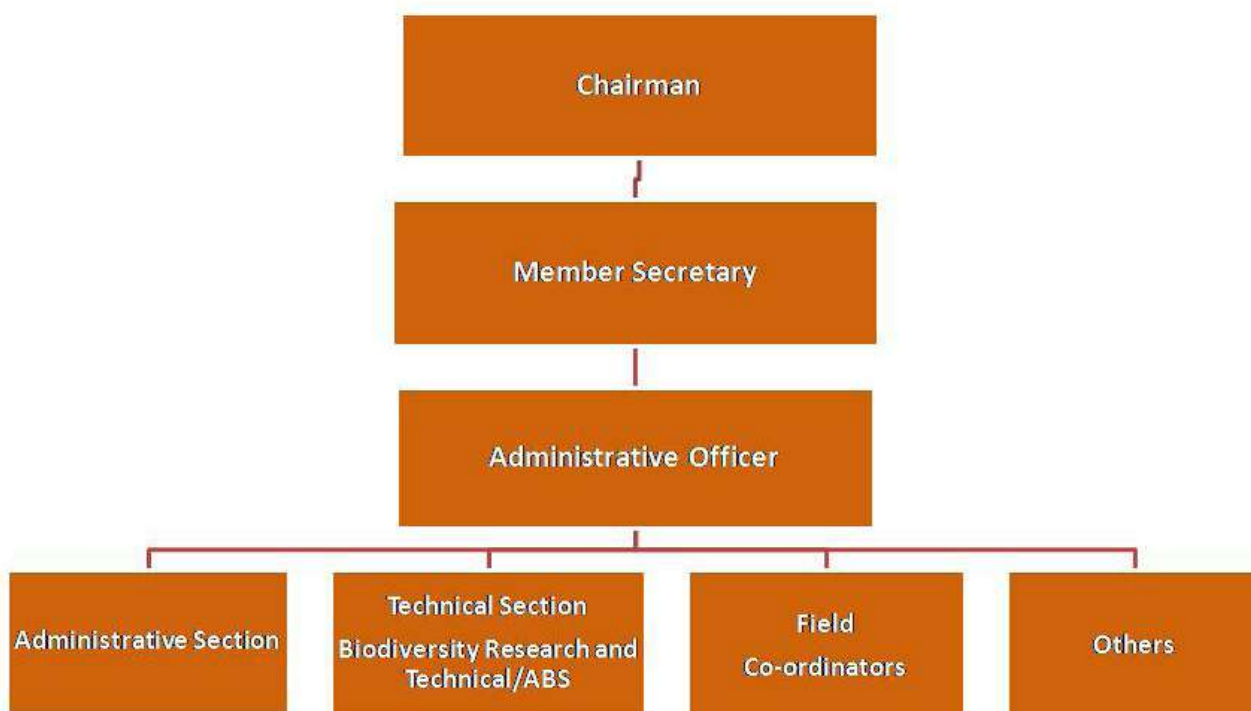 Chairman
Member Secretary
Administrative Officer
Administrative Section
Technical Section
Biodiversity Research and
Technical/ABS
Field
Co-ordinators
Others